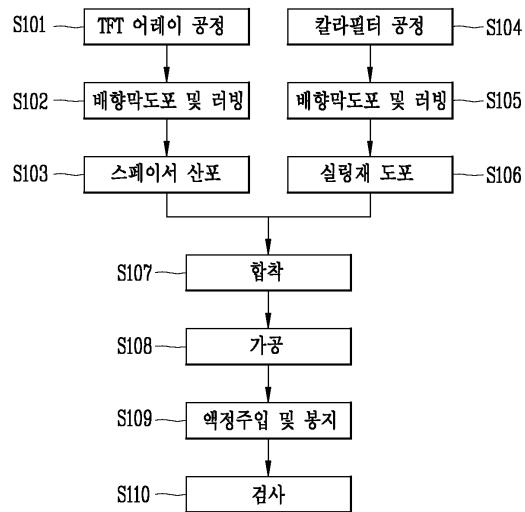 S101 TFT 어레이 공정 칼라필터 공정 S104
S102 배향막도포 및 러빙 배향막도포 및 러빙 S105
S103 스페이서 산포 실링재 도포 S106
S107 합착
S108 가공
S109 액정주입 및 봉지
S110 검사